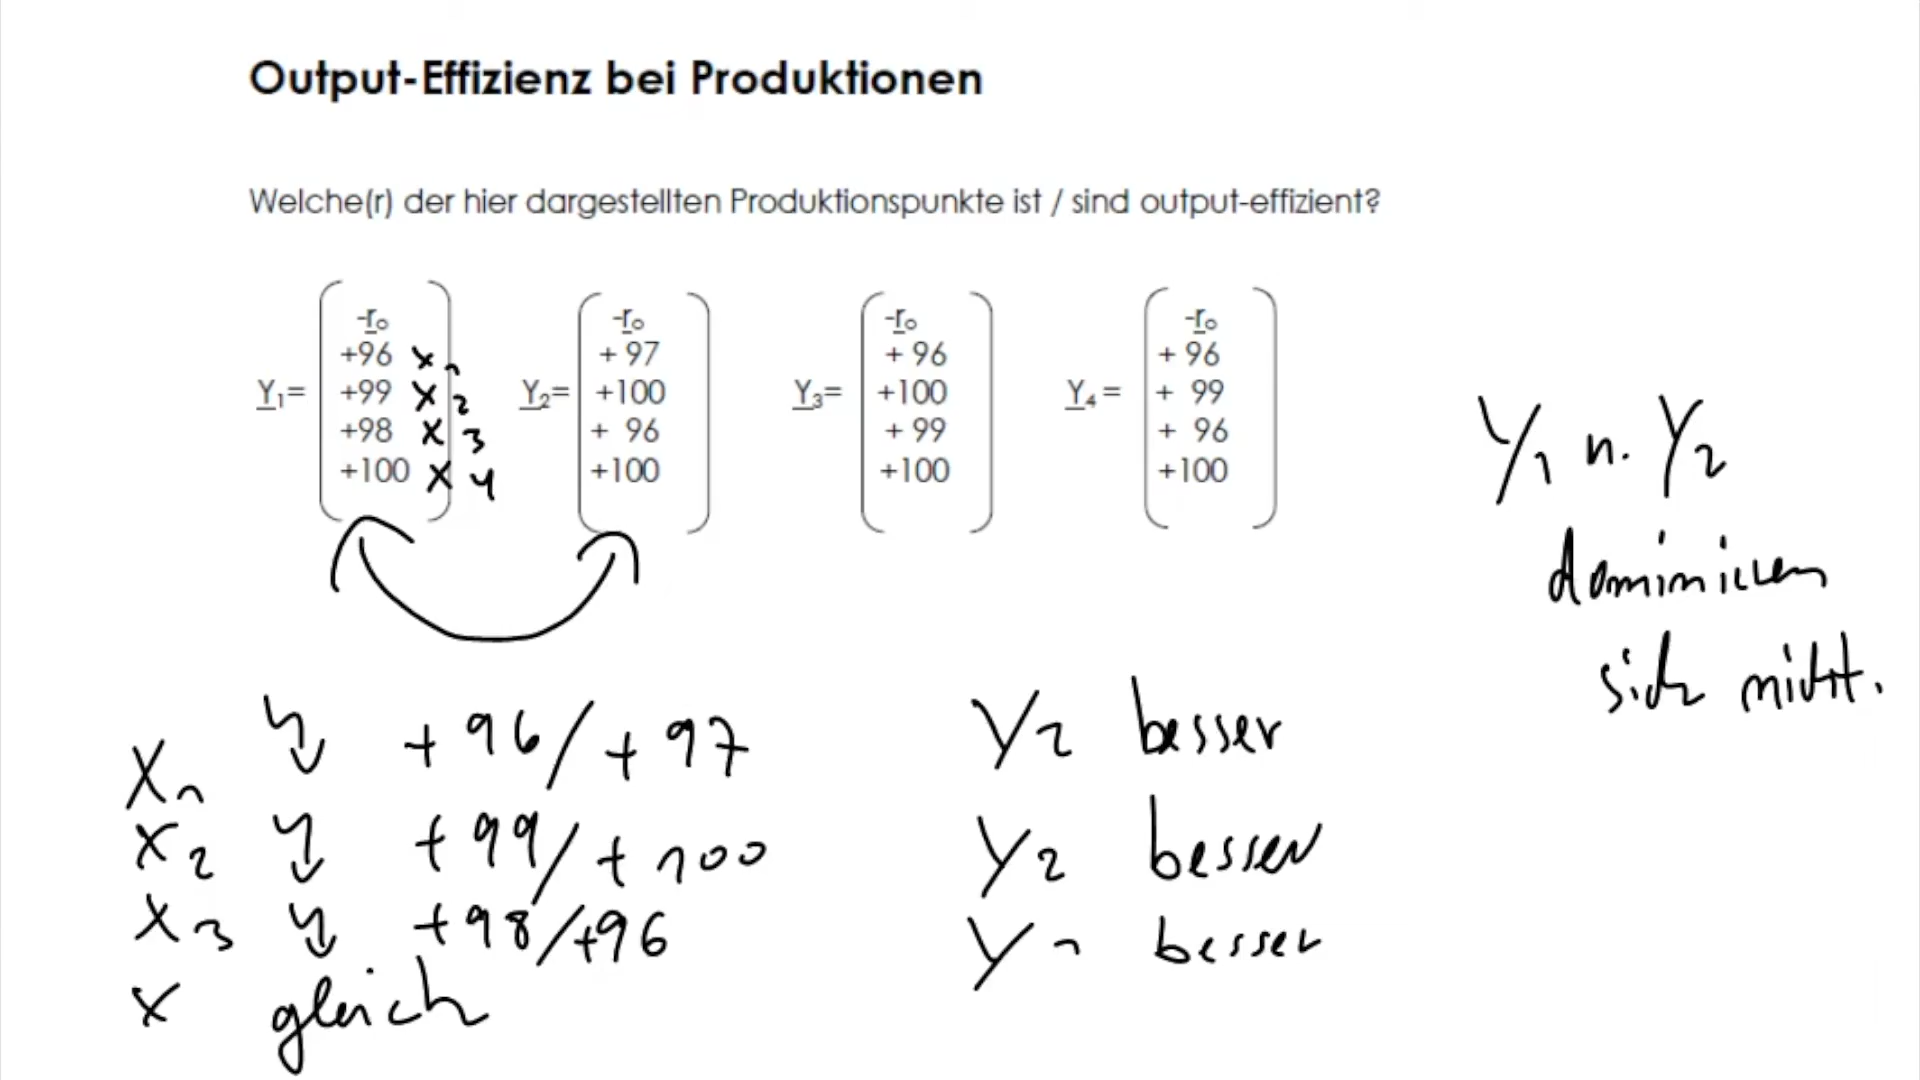 Output-Effizienz bei Produktionen
Welche(r) der hier dargestellten Produktionspunkte ist / sind output-effizient?
-r₀ -r₀ -r₀ -r₀
+96 x₁ + 97 + 96 + 96
Y₁= +99 x₂ Y₂= +100 Y₃= +100 Y₄= + 99
+98 x₃ + 96 + 99 + 96
+100 x₄ +100 +100 +100
Y₁ n. Y₂
dominieren
sich nicht.
X₁ +96/+97 Y₂ besser
X₂ +99/+100 Y₂ besser
X₃ +98/+96 Y₁ besser
X gleich